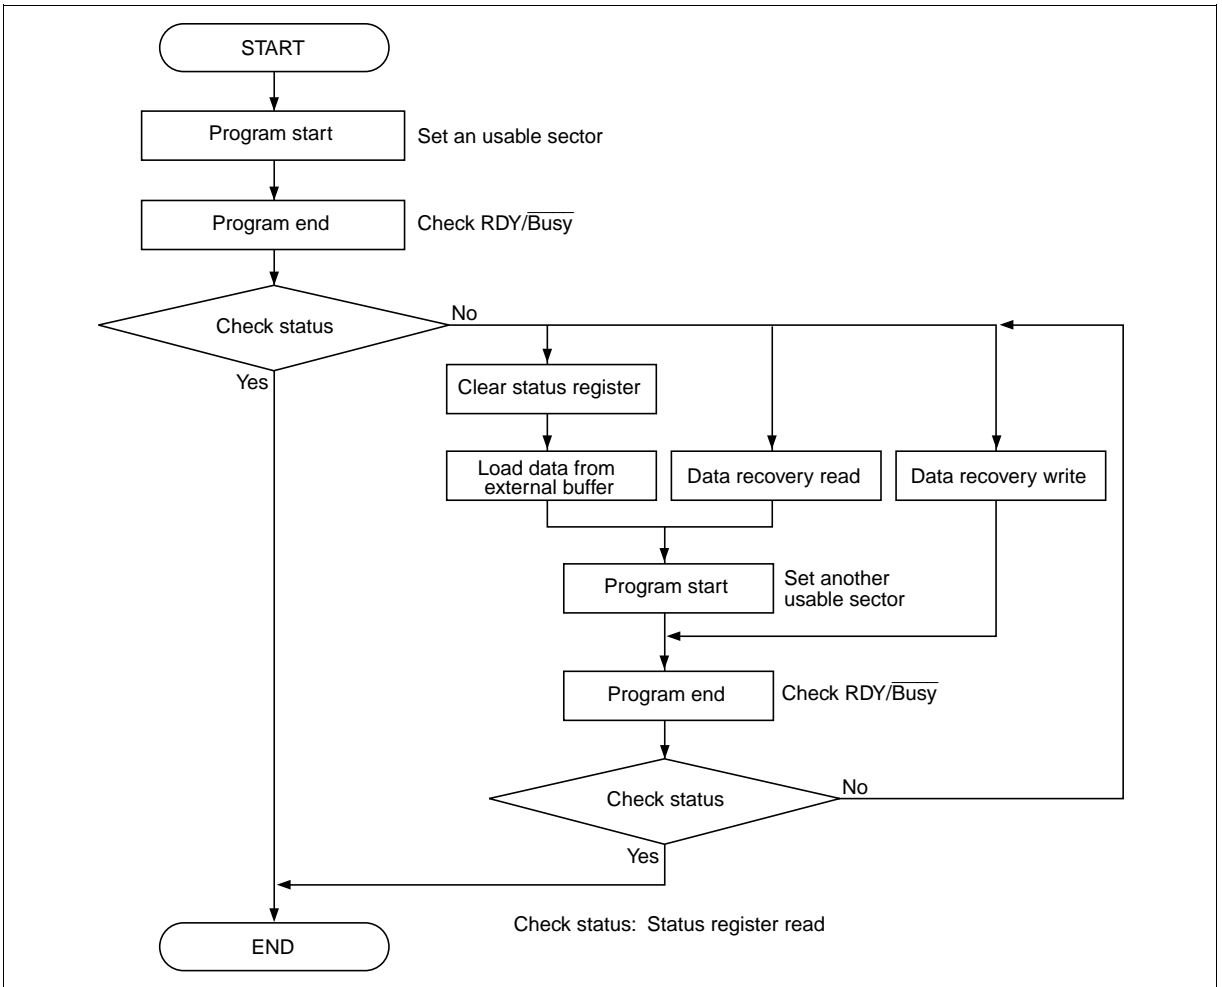 START
Program start
Set an usable sector
Program end
Check RDY/Busy
Check status
No
Yes
Clear status register
Load data from
external buffer
Data recovery read
Data recovery write
Program start
Set another
usable sector
Program end
Check RDY/Busy
Check status
No
Yes
Check status: Status register read
END